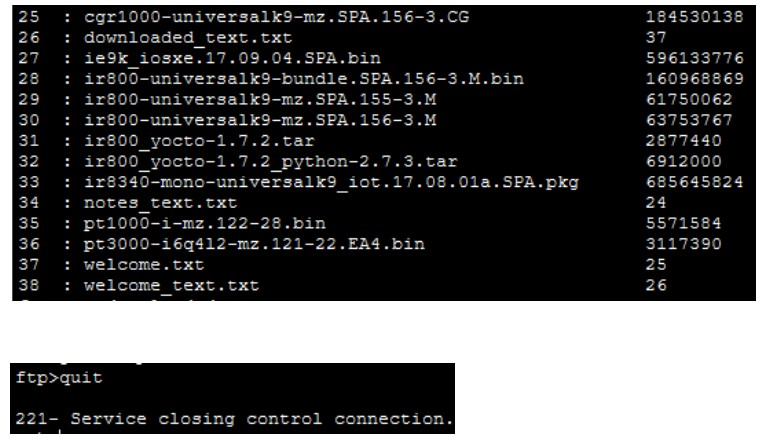 25 : cgr1000-universalk9-mz.SPA.156-3.CG 184530138
26 : downloaded_text.txt 37
27 : ie9k_iosxe.17.09.04.SPA.bin 596133776
28 : ir800-universalk9-bundle.SPA.156-3.M.bin 160968869
29 : ir800-universalk9-mz.SPA.155-3.M 61750062
30 : ir800-universalk9-mz.SPA.156-3.M 63753767
31 : ir800_yocto-1.7.2.tar 2877440
32 : ir800_yocto-1.7.2_python-2.7.3.tar 6912000
33 : ir8340-mono-universalk9_iot.17.08.01a.SPA.pkg 685645824
34 : notes_text.txt 24
35 : pt1000-i-mz.122-28.bin 5571584
36 : pt3000-i6q4l2-mz.121-22.EA4.bin 3117390
37 : welcome.txt 25
38 : welcome_text.txt 26
ftp>quit
221- Service closing control connection.